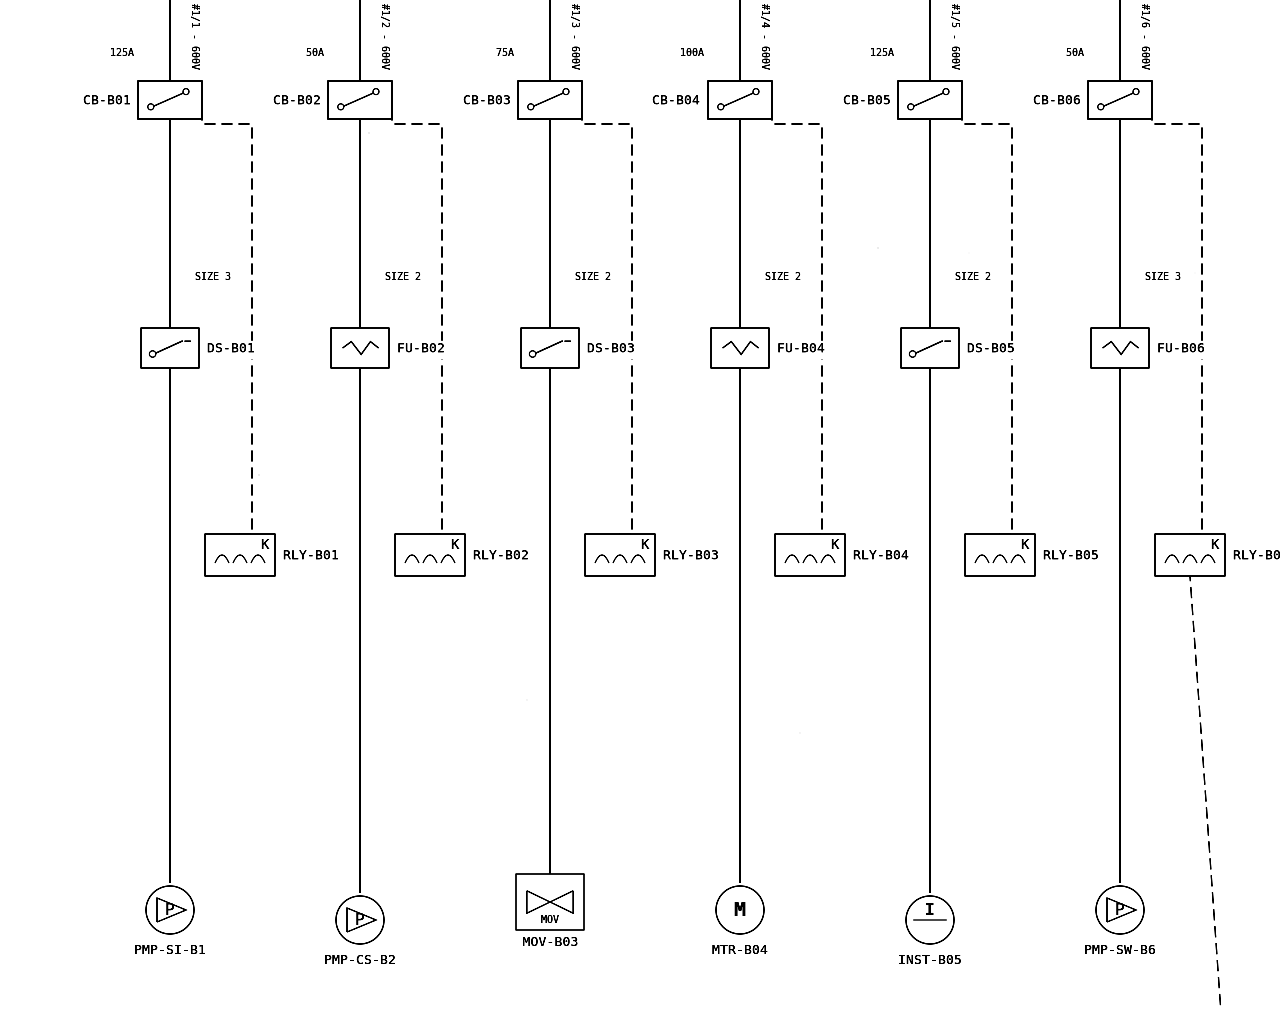 #1/1 - 600V
#1/2 - 600V
#1/3 - 600V
#1/4 - 600V
#1/5 - 600V
#1/6 - 600V
125A
50A
75A
100A
125A
50A
CB-B01
CB-B02
CB-B03
CB-B04
CB-B05
CB-B06
SIZE 3
SIZE 2
SIZE 2
SIZE 2
SIZE 2
SIZE 3
DS-B01
FU-B02
DS-B03
FU-B04
DS-B05
FU-B06
K
K
K
K
K
K
RLY-B01
RLY-B02
RLY-B03
RLY-B04
RLY-B05
RLY-B0
P
P
MOV
M
I
P
PMP-SI-B1
PMP-CS-B2
MOV-B03
MTR-B04
INST-B05
PMP-SW-B6